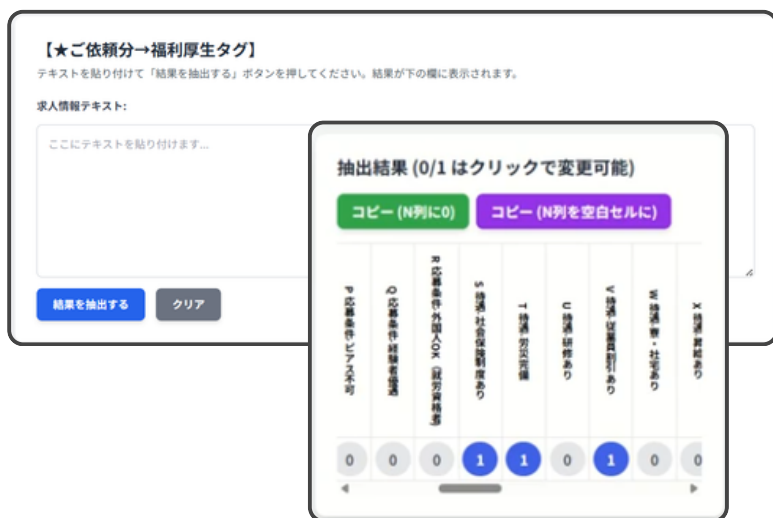 【★ご依頼分→福利厚生タグ】
テキストを貼り付けて「結果を抽出する」ボタンを押してください。結果が下の欄に表示されます。
求人情報テキスト:
ここにテキストを貼り付けます...
結果を抽出する
クリア
抽出結果 (0/1 はクリックで変更可能)
コピー (N列に0)
コピー (N列を空白セルに)
P 応募条件-ピアス不可
Q 応募条件-経験者優遇
R 応募条件-外国人OK（就労資格者）
S 待遇-社会保険制度あり
T 待遇-労災完備
U 待遇-研修あり
V 待遇-従業員割引あり
W 待遇-寮・社宅あり
X 待遇-昇給あり
0 0 0 1 1 0 1 0 0